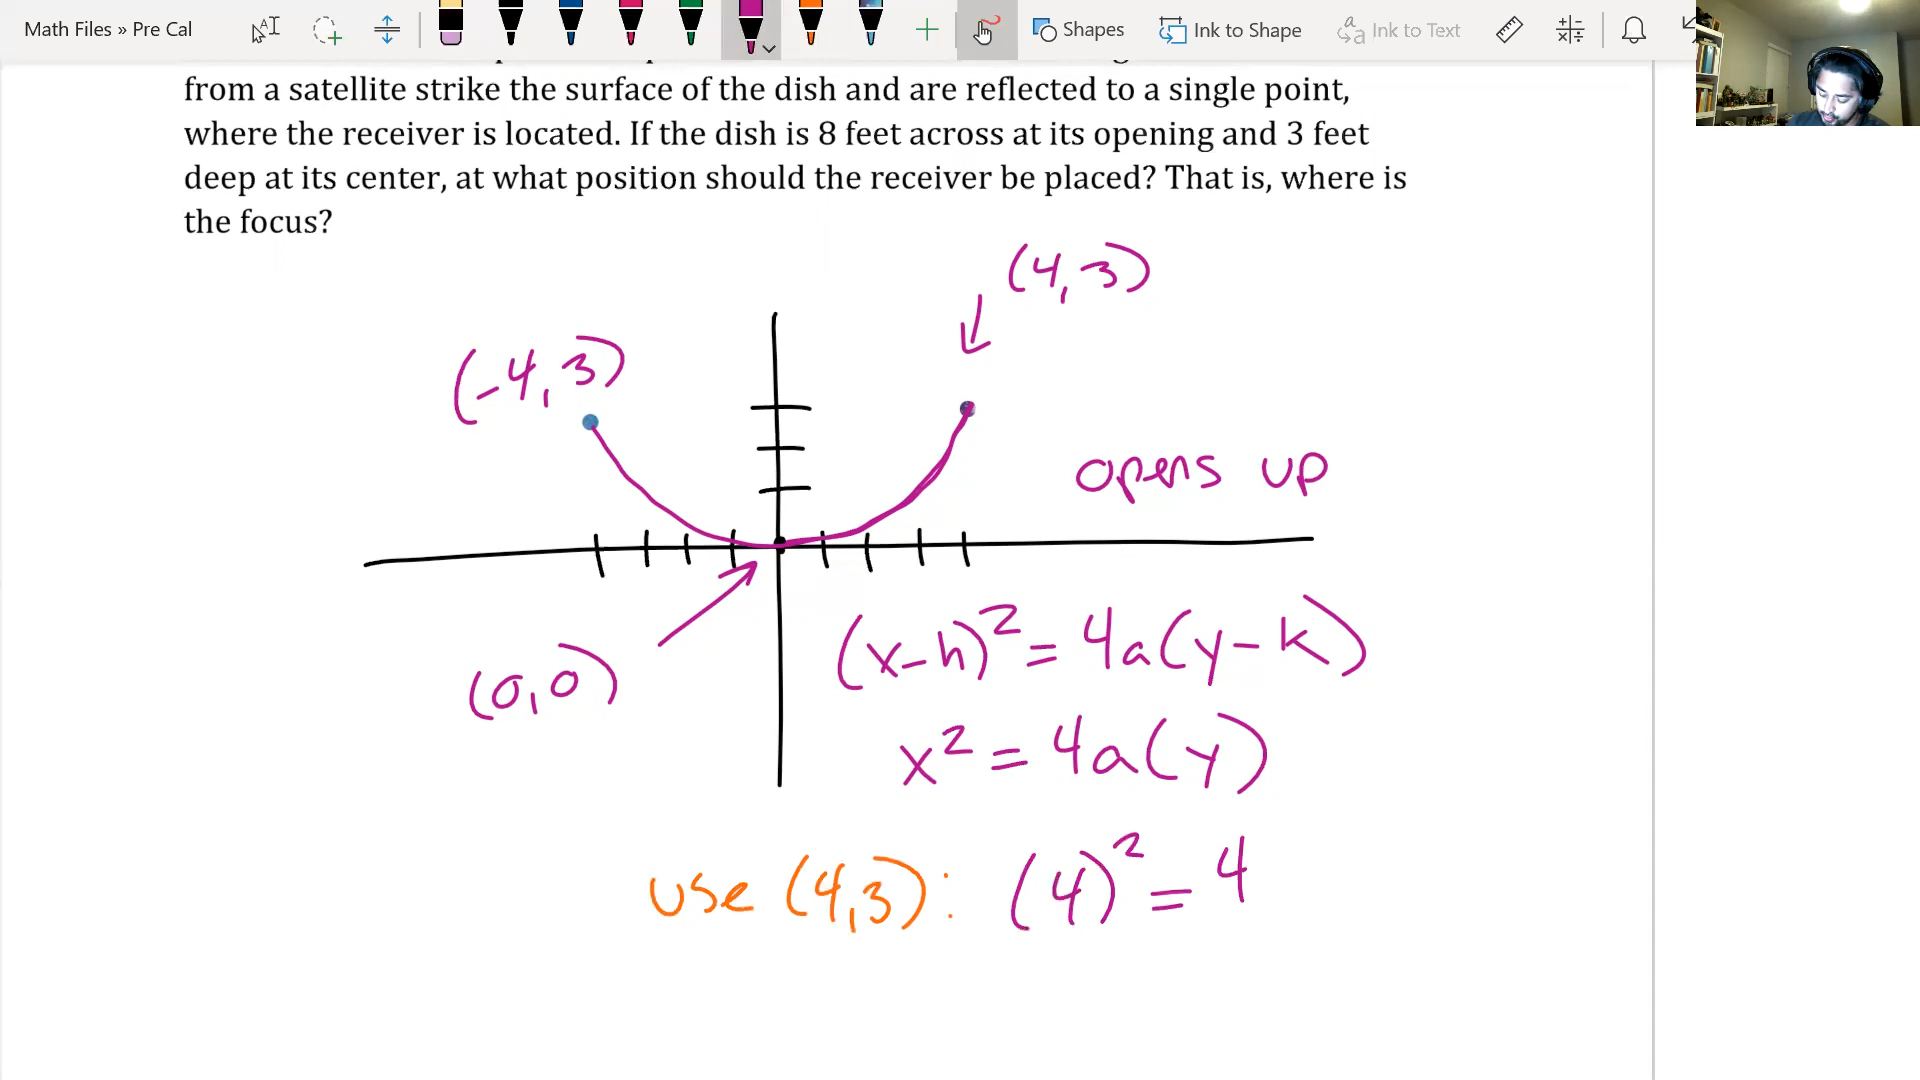 Math Files » Pre Cal
Shapes
Ink to Shape
Ink to Text
from a satellite strike the surface of the dish and are reflected to a single point,
where the receiver is located. If the dish is 8 feet across at its opening and 3 feet
deep at its center, at what position should the receiver be placed? That is, where is
the focus?
(4,3)
(-4,3)
opens up
(0,0)
(x-h)² = 4a(y-k)
x² = 4a(y)
use (4,3): (4)² = 4